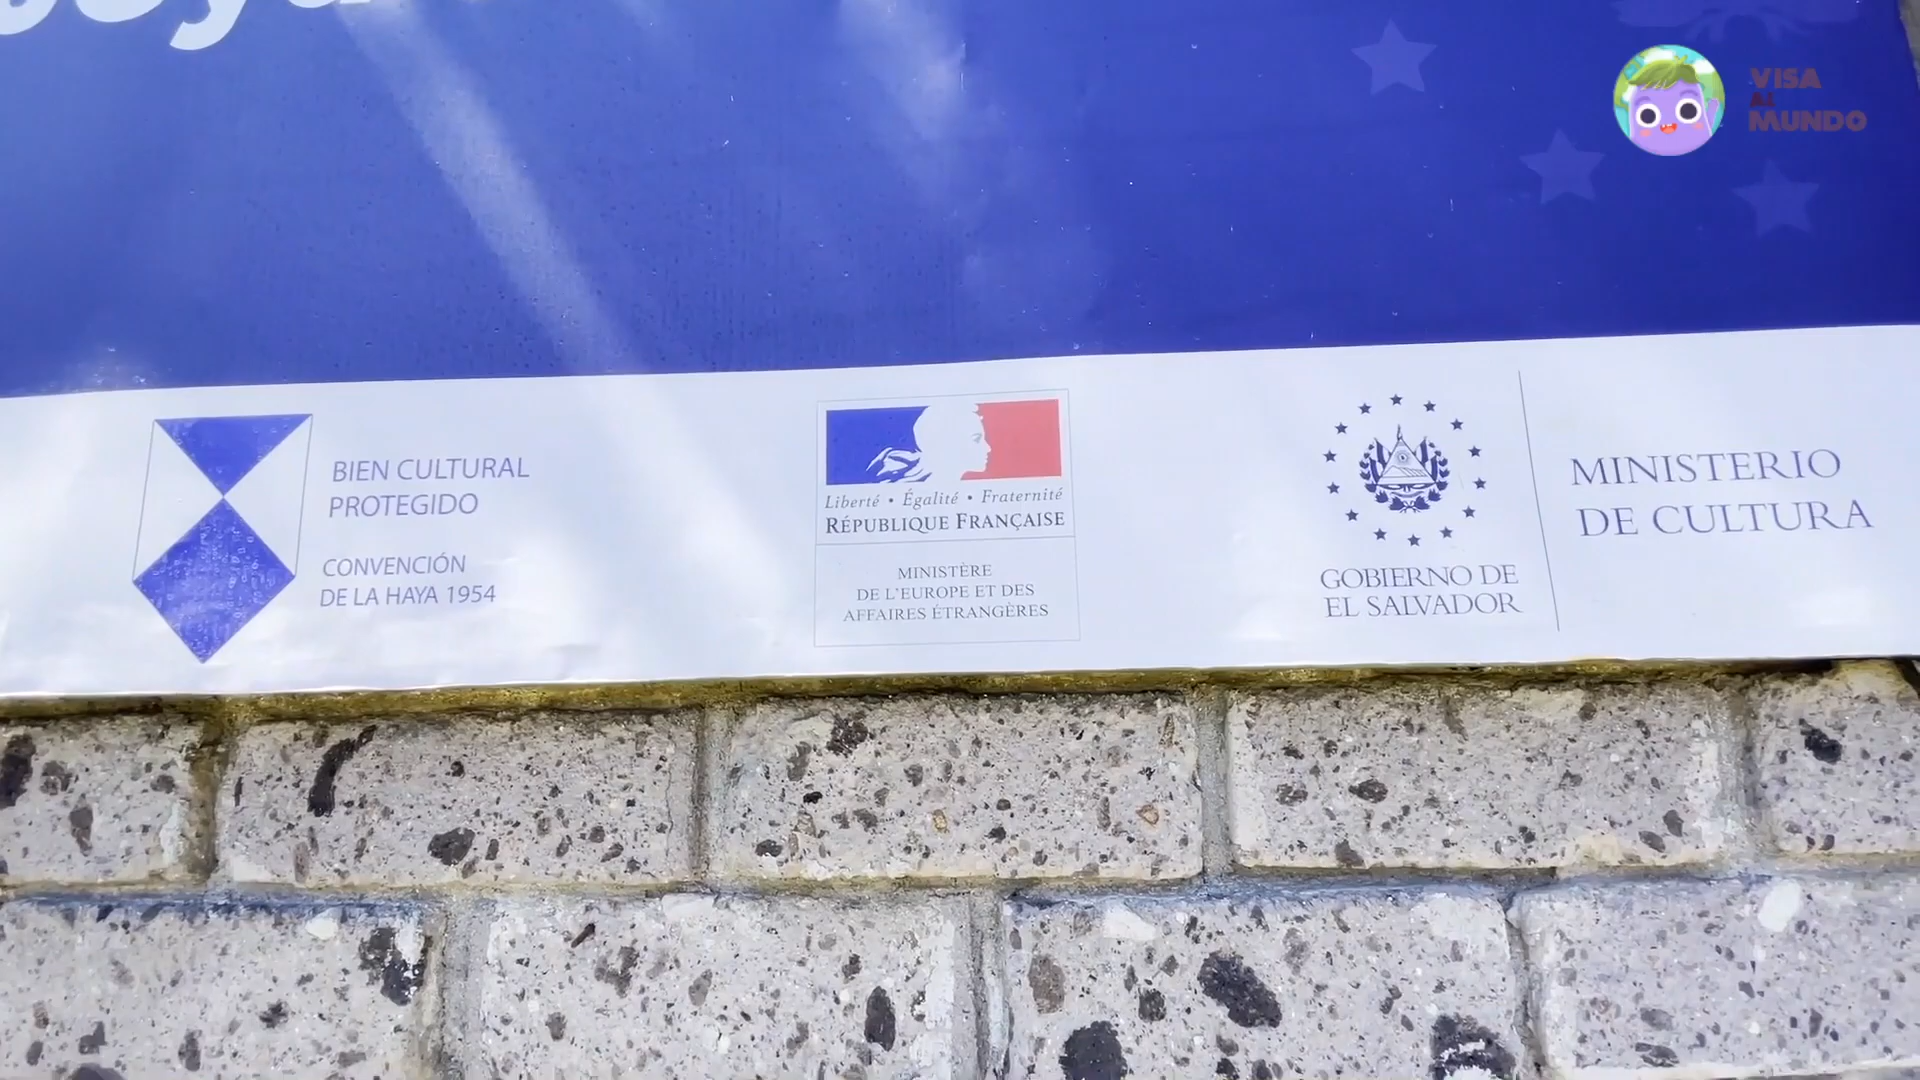 VISA
AL
MUNDO
BIEN CULTURAL
PROTEGIDO
CONVENCIÓN
DE LA HAYA 1954
Liberté • Égalité • Fraternité
RÉPUBLIQUE FRANÇAISE
MINISTÈRE
DE L'EUROPE ET DES
AFFAIRES ÉTRANGÈRES
GOBIERNO DE
EL SALVADOR
MINISTERIO
DE CULTURA